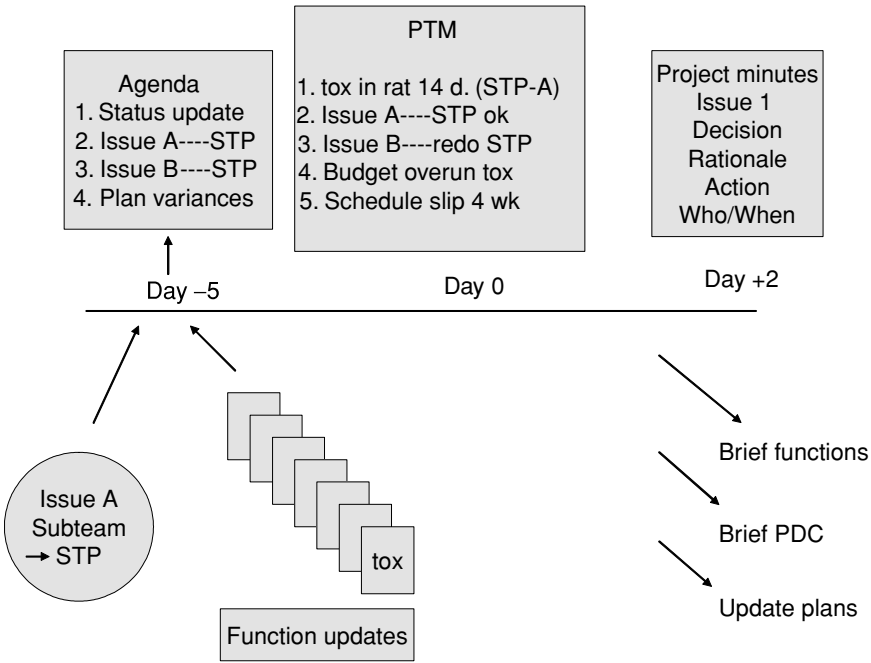 Agenda
1. Status update
2. Issue A----STP
3. Issue B----STP
4. Plan variances
PTM
1. tox in rat 14 d. (STP-A)
2. Issue A----STP ok
3. Issue B----redo STP
4. Budget overun tox
5. Schedule slip 4 wk
Project minutes
Issue 1
Decision
Rationale
Action
Who/When
Day –5
Day 0
Day +2
Issue A
Subteam
→ STP
tox
Function updates
Brief functions
Brief PDC
Update plans